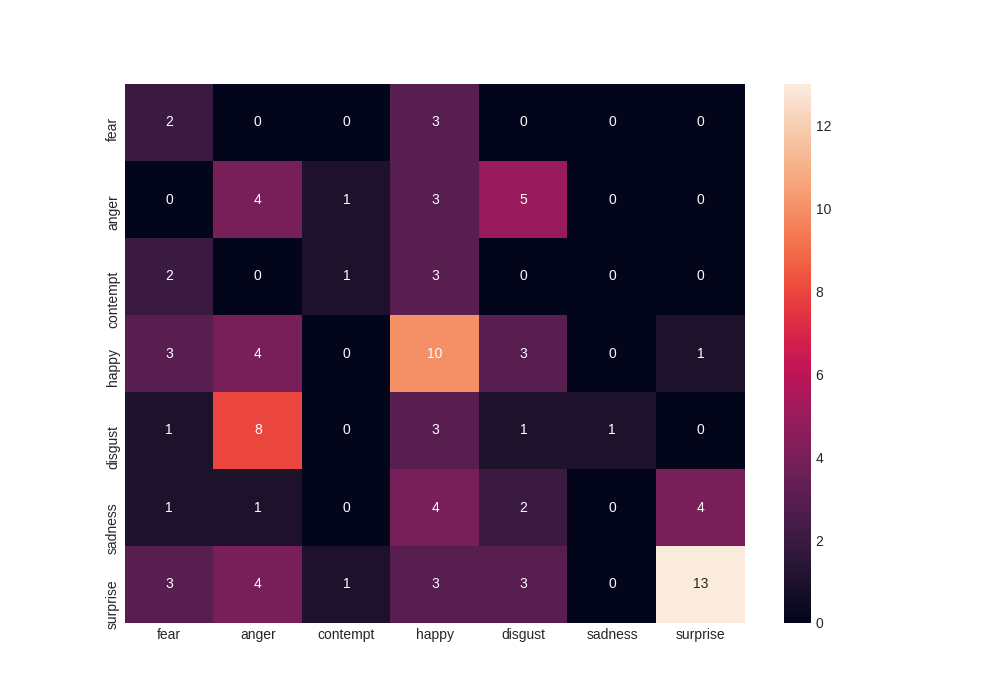 fear 2 0 0 3 0 0 0
anger 0 4 1 3 5 0 0
contempt 2 0 1 3 0 0 0
happy 3 4 0 10 3 0 1
disgust 1 8 0 3 1 1 0
sadness 1 1 0 4 2 0 4
surprise 3 4 1 3 3 0 13
fear anger contempt happy disgust sadness surprise
12
10
8
6
4
2
0